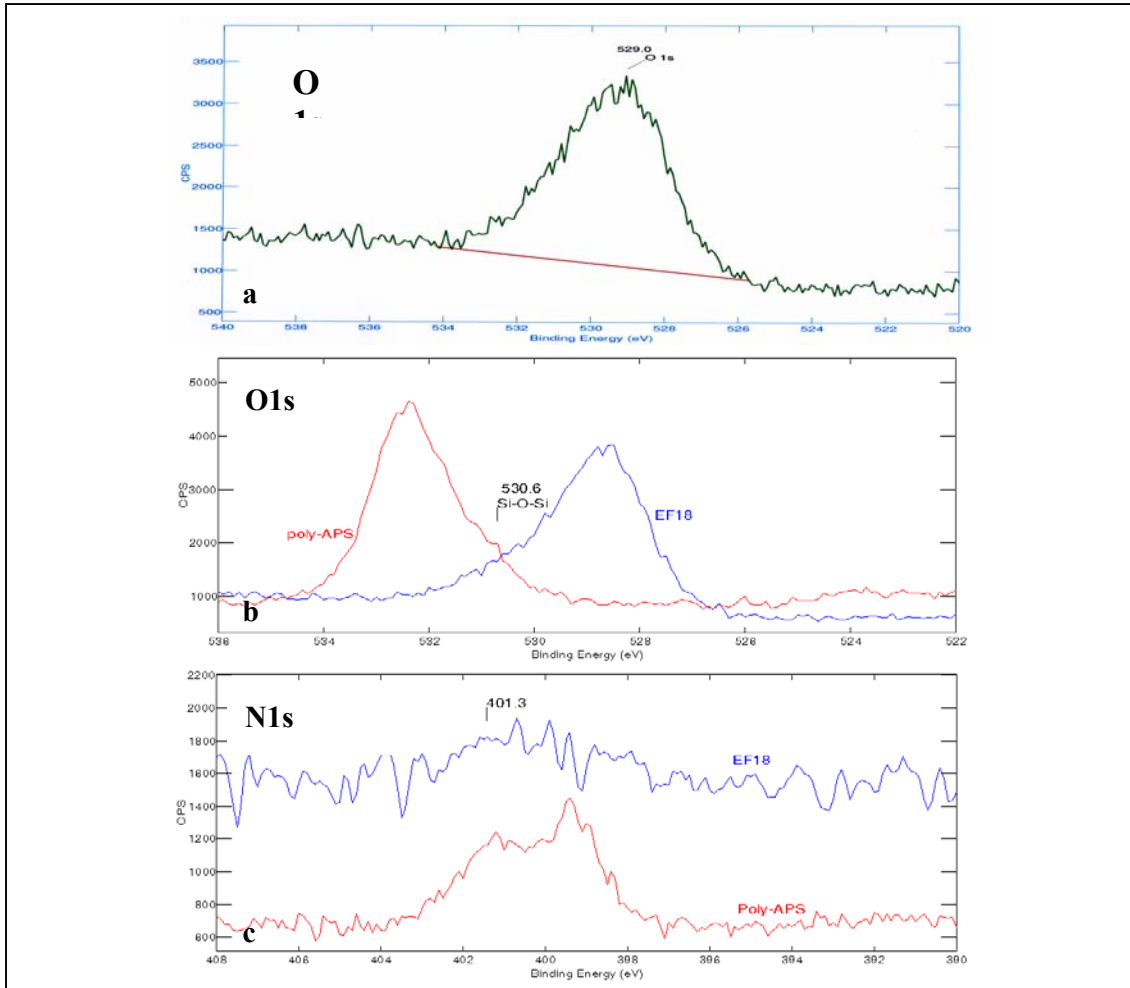 529.0
O 1s
O
3500
3000
2500
2000
1500
1000
500
CPS
a
540 538 536 534 532 530 528 526 524 522 520
Binding Energy (eV)
O1s
5000
4000
3000
2000
1000
CPS
530.6
Si-O-Si
poly-APS
EF18
b
536 534 532 530 528 526 524 522
Binding Energy (eV)
N1s
2200
2000
1800
1600
1400
1200
1000
800
600
CPS
401.3
EF18
Poly-APS
c
408 406 404 402 400 398 396 394 392 390
Binding Energy (eV)